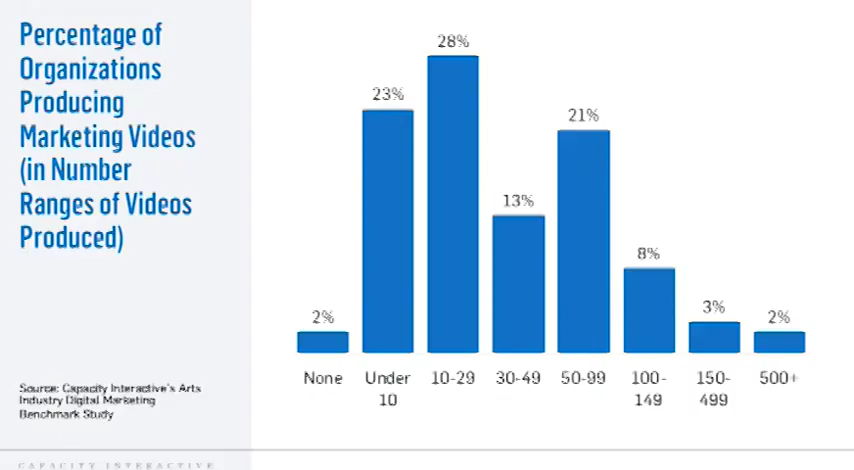 Percentage of
Organizations
Producing
Marketing Videos
(in Number
Ranges of Videos
Produced)
Source: Capacity Interactive's Arts
Industry Digital Marketing
Benchmark Study
CAPACITY INTERACTIVE
2%
23%
28%
13%
21%
8%
3%
2%
None
Under
10
10-29
30-49
50-99
100-
149
150-
499
500+